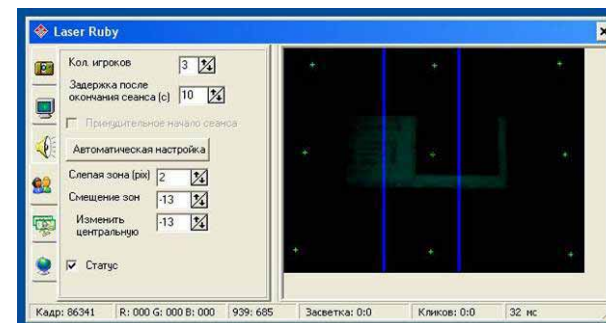 Laser Ruby
Кол. игроков 3
Задержка после
окончания сеанса (с) 10
Принудительное начало сеанса
Автоматическая настройка
Слепая зона (pix) 2
Смещение зон -13
Изменить
центральную -13
Статус
Кадр: 86341 R: 000 G: 000 B: 000 939: 685 Засветка: 0:0 Кликов: 0:0 32 мс